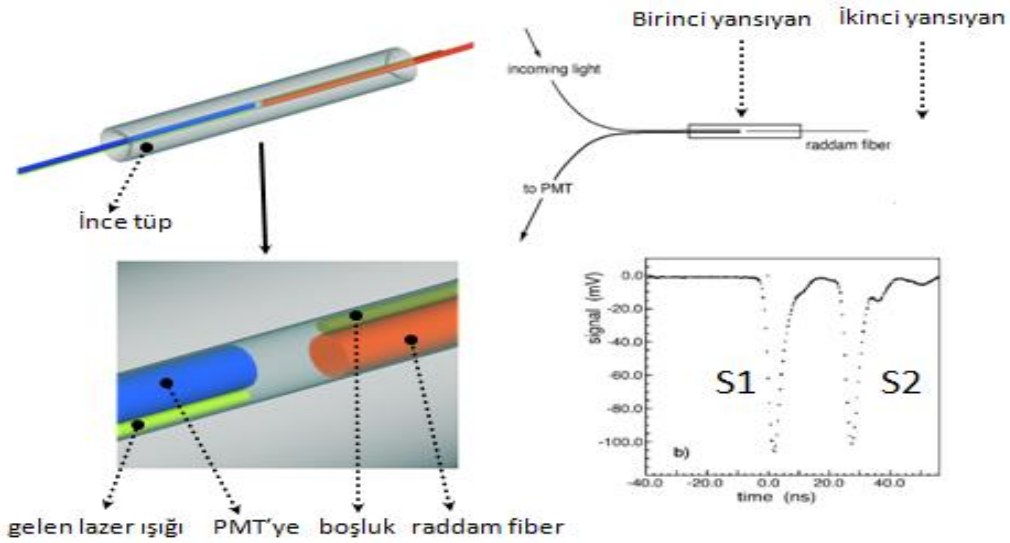 Birinci yansıyan
İkinci yansıyan
incoming light
raddam fiber
to PMT
İnce tüp
gelen lazer ışığı
PMT'ye
boşluk
raddam fiber
signal (mV)
0.0
-20.0
-40.0
-60.0
-80.0
-100.0
S1
S2
b)
-40.0
-20.0
0.0
20.0
40.0
time (ns)